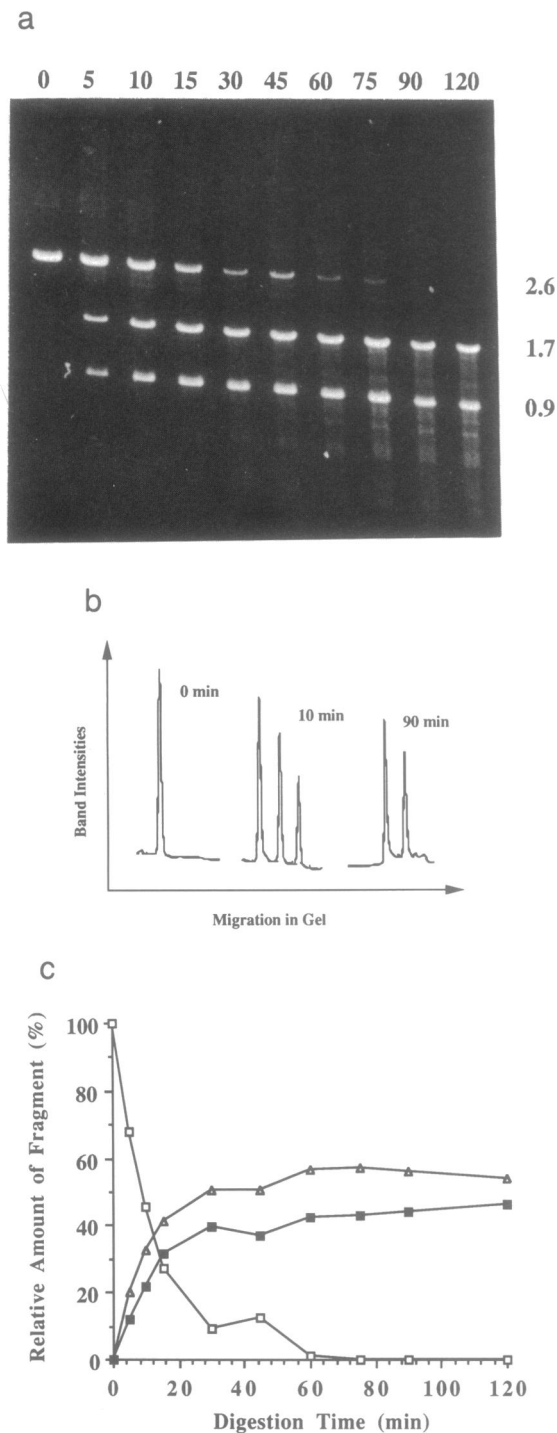 a
0 5 10 15 30 45 60 75 90 120
2.6
1.7
0.9
b
0 min
10 min
90 min
Band Intensities
Migration in Gel
c
Relative Amount of Fragment (%)
100
80
60
40
20
0
0 20 40 60 80 100 120
Digestion Time (min)